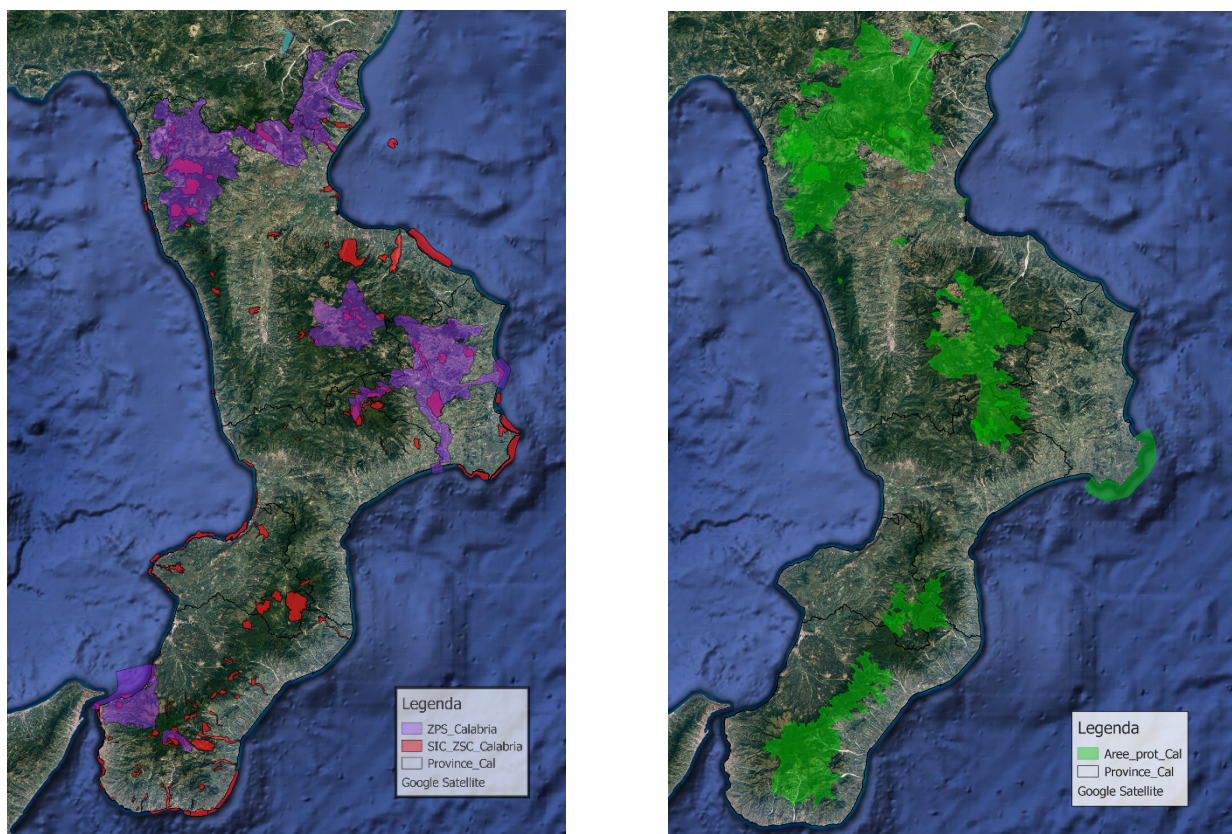 Legenda
ZPS_Calabria
SIC_ZSC_Calabria
Province_Cal
Google Satellite
Legenda
Aree_prot_Cal
Province_Cal
Google Satellite